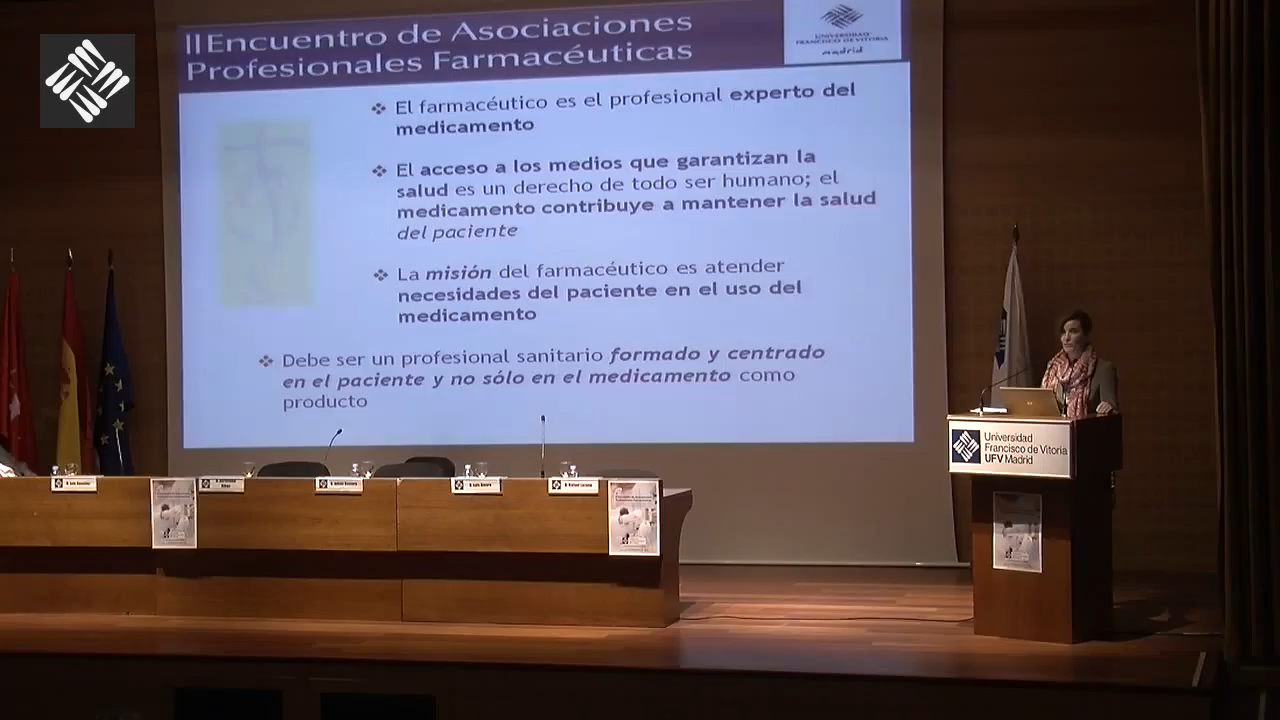 II Encuentro de Asociaciones
Profesionales Farmacéuticas
UNIVERSIDAD
FRANCISCO DE VITORIA
madrid
El farmacéutico es el profesional experto del
medicamento
El acceso a los medios que garantizan la
salud es un derecho de todo ser humano; el
medicamento contribuye a mantener la salud
del paciente
La misión del farmacéutico es atender
necesidades del paciente en el uso del
medicamento
Debe ser un profesional sanitario formado y centrado
en el paciente y no sólo en el medicamento como
producto
Universidad
Francisco de Vitoria
UFV Madrid